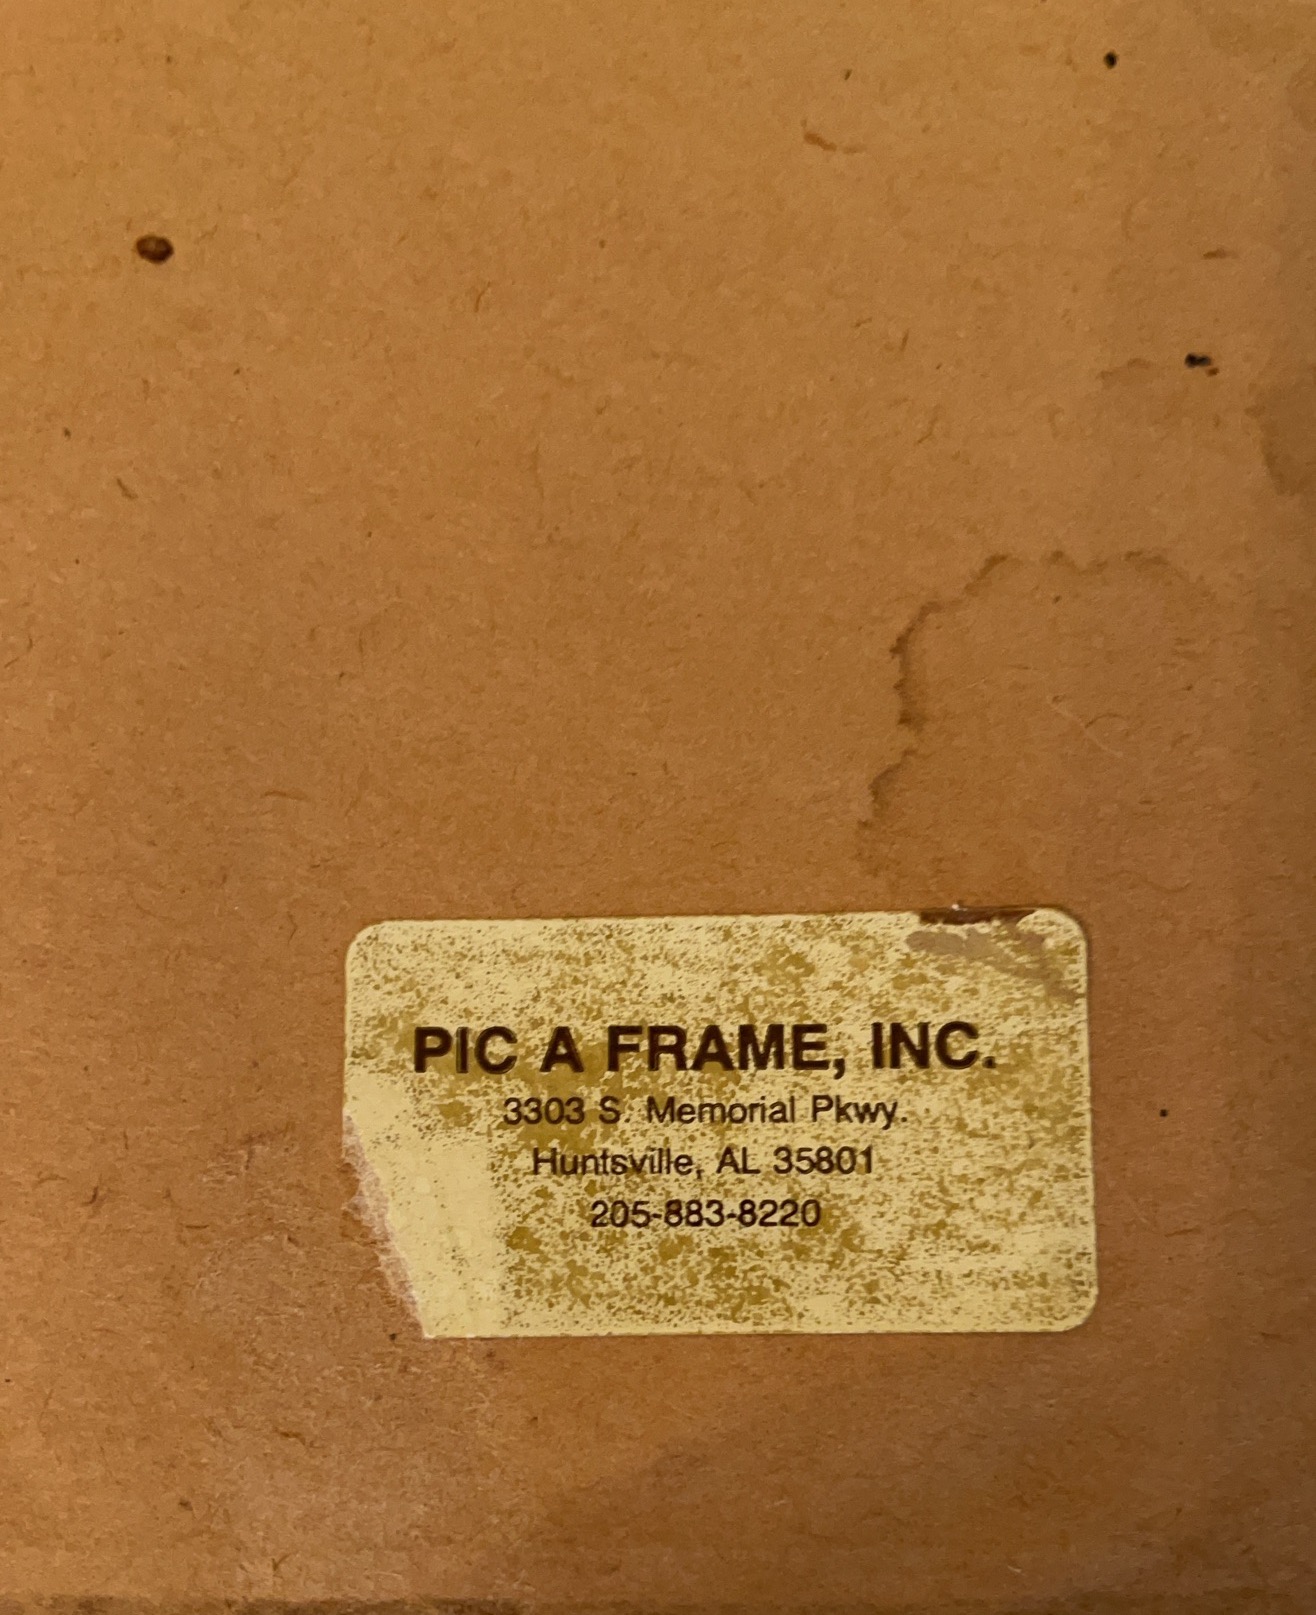 PIC A FRAME, INC.
3303 S. Memorial Pkwy.
Huntsville, AL 35801
205-883-8220